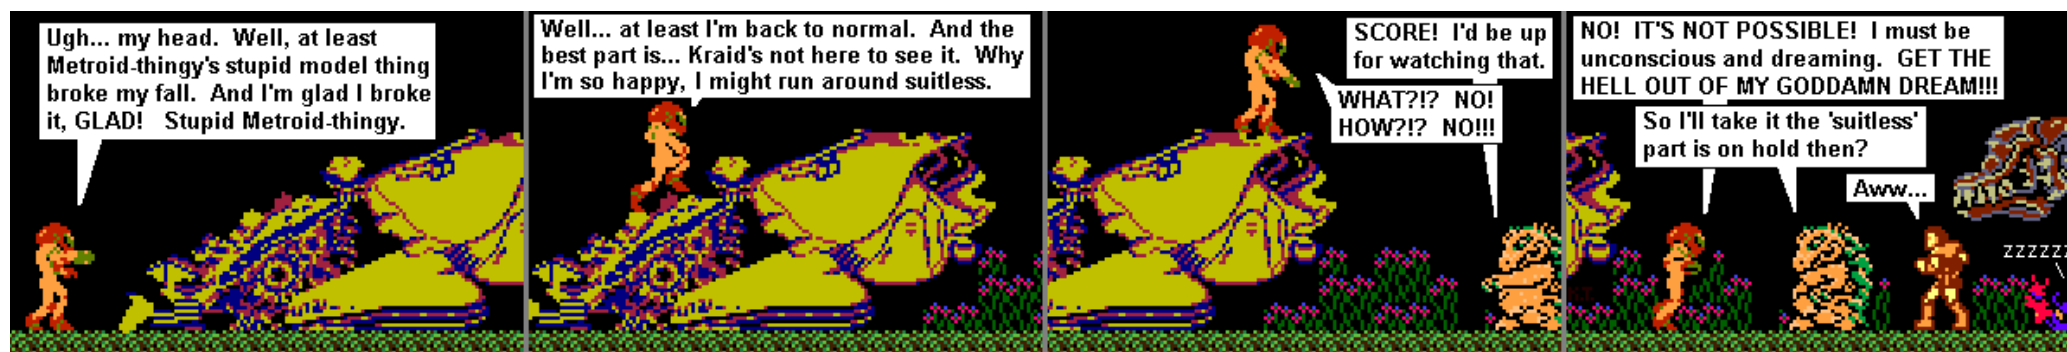 Ugh... my head.  Well, at least
Metroid-thingy's stupid model thing
broke my fall.  And I'm glad I broke
it, GLAD!   Stupid Metroid-thingy.
Well... at least I'm back to normal.  And the
best part is... Kraid's not here to see it.  Why
I'm so happy, I might run around suitless.
SCORE!  I'd be up
for watching that.
WHAT?!?  NO!
HOW?!?  NO!!!
NO!  IT'S NOT POSSIBLE!  I must be
unconscious and dreaming.  GET THE
HELL OUT OF MY GODDAMN DREAM!!!
So I'll take it the 'suitless'
part is on hold then?
Aww...
zzzzzz